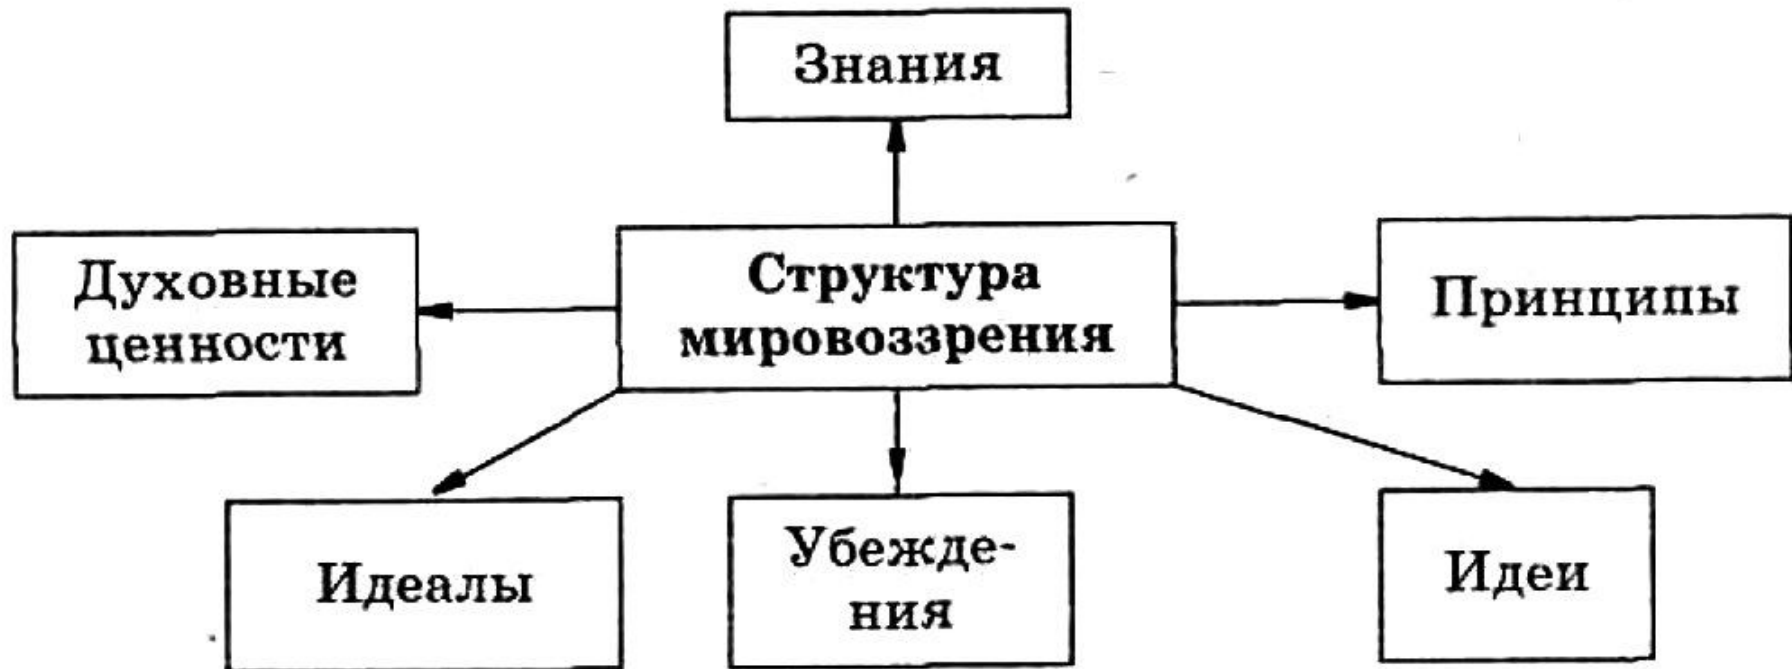 Знания
Духовные
ценности
Структура
мировоззрения
Принципы
Идеалы
Убежде-
ния
Идеи